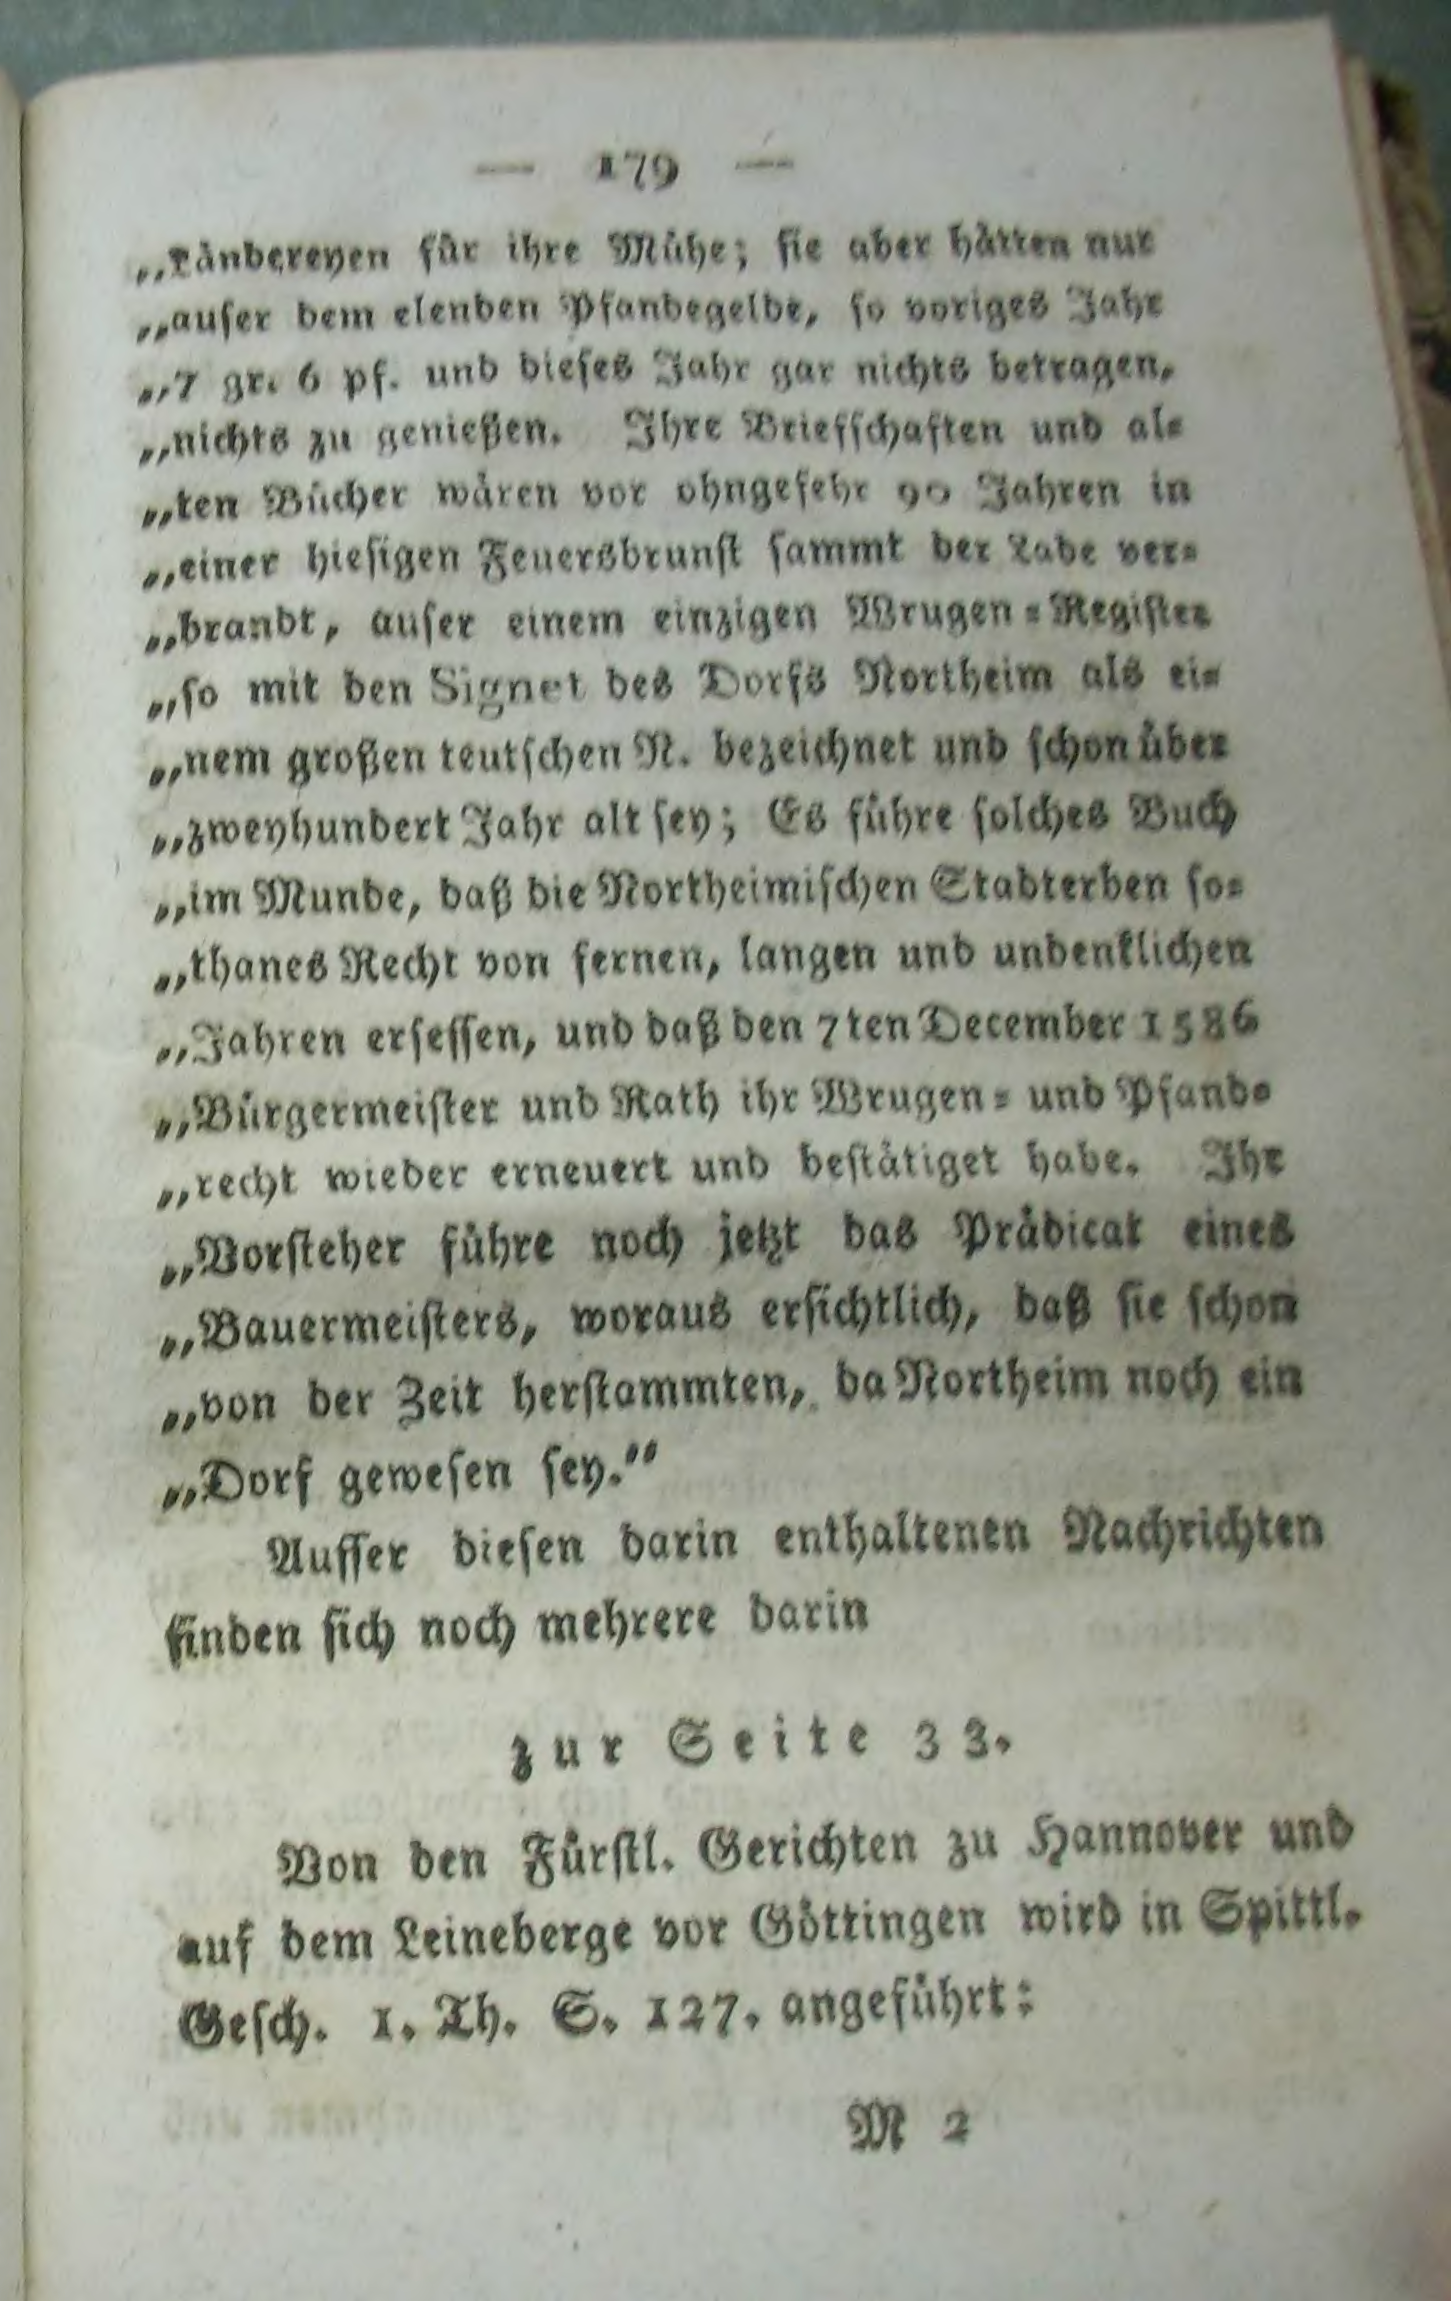 — 179 —
„Länbereyen für ihre Mühe; sie aber hätten nur
„auser dem elenden Pfandegelde, so voriges Jahr
„7 gr. 6 pf. und dieses Jahr gar nichts betragen,
„nichts zu genießen. Ihre Briefschaften und al=
„ten Bücher wären vor ohngefehr 90 Jahren in
„einer hiesigen Feuersbrunst sammt der Lade ver=
„brandt, auser einem einzigen Wrugen=Register
„so mit den Signet des Dorfs Northeim als ei=
„nem großen teutschen N. bezeichnet und schon über
„zweyhundert Jahr alt sey; Es führe solches Buch
„im Munde, daß die Northeimischen Stadterben so=
„thanes Recht von fernen, langen und undenklichen
„Jahren ersessen, und daß den 7ten December 1586
„Bürgermeister und Rath ihr Wrugen= und Pfand=
„recht wieder erneuert und bestätiget habe. Ihr
„Vorsteher führe noch jetzt das Prädicat eines
„Bauermeisters, woraus ersichtlich, daß sie schon
„von der Zeit herstammten, da Northeim noch ein
„Dorf gewesen sey.“
Ausser diesen darin enthaltenen Nachrichten
finden sich noch mehrere darin
zur Seite 33.
Von den Fürstl. Gerichten zu Hannover und
auf dem Leineberge vor Göttingen wird in Spittl.
Gesch. 1. Th. S. 127. angeführt:
M 2